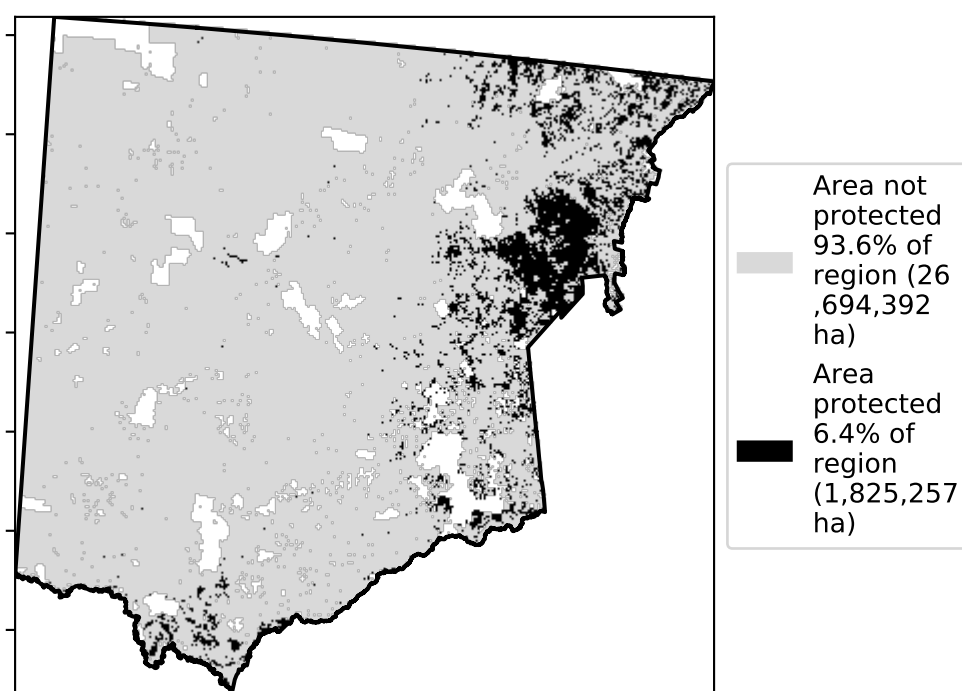 Area not
protected
93.6% of
region (26
,694,392
ha)
Area
protected
6.4% of
region
(1,825,257
ha)